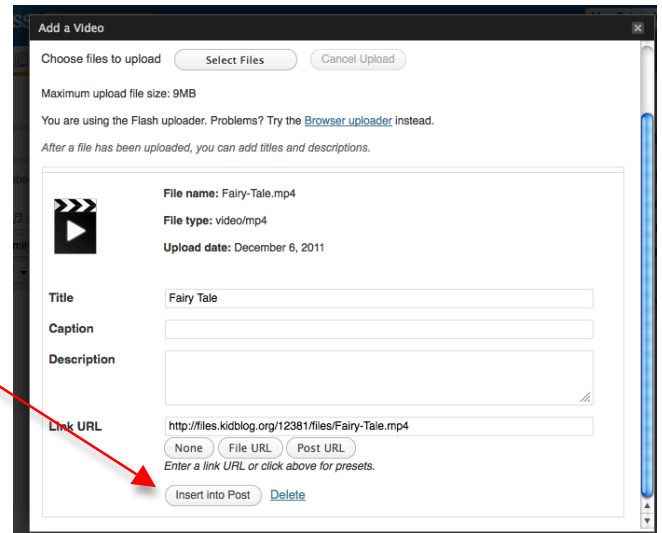 Add a Video
Choose files to upload Select Files Cancel Upload
Maximum upload file size: 9MB
You are using the Flash uploader. Problems? Try the Browser uploader instead.
After a file has been uploaded, you can add titles and descriptions.
File name: Fairy-Tale.mp4
File type: video/mp4
Upload date: December 6, 2011
Title Fairy Tale
Caption
Description
Link URL http://files.kidblog.org/12381/files/Fairy-Tale.mp4
None File URL Post URL
Enter a link URL or click above for presets.
Insert into Post Delete